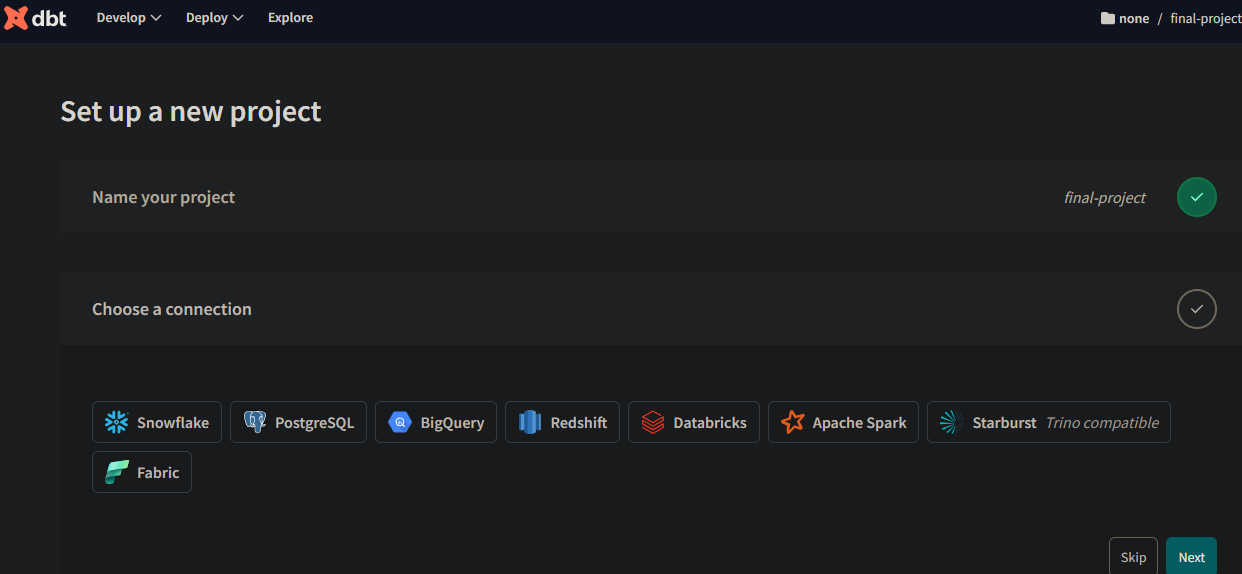 dbt Develop Deploy Explore none / final-project
Set up a new project
Name your project final-project
Choose a connection
Snowflake PostgreSQL BigQuery Redshift Databricks Apache Spark Starburst Trino compatible
Fabric
Skip Next